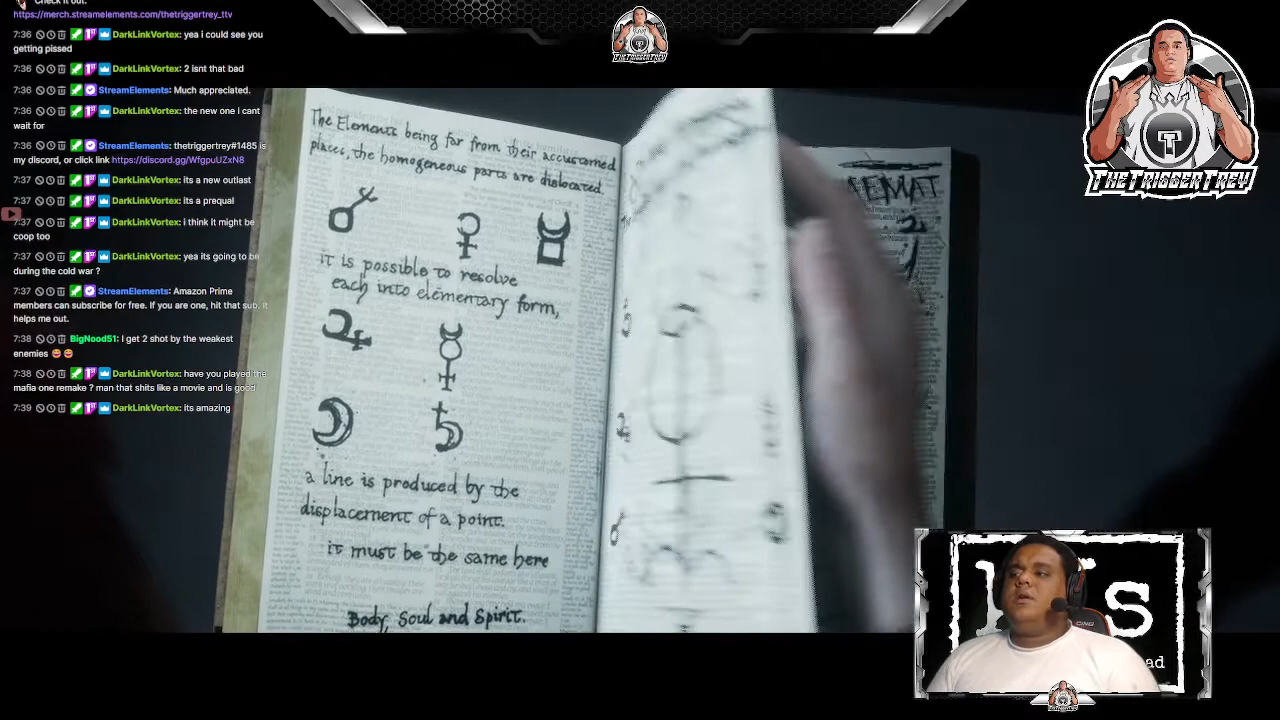 Check it out:
https://merch.streamelements.com/thetriggertrey_ttv
7:36 DarkLinkVortex: yea i could see you
getting pissed
7:36 DarkLinkVortex: 2 isnt that bad
7:36 StreamElements: Much appreciated.
7:36 DarkLinkVortex: the new one i cant
wait for
7:36 StreamElements: thetriggertrey#1485 is
my discord, or click link https://discord.gg/WfgpuUZxN8
7:37 DarkLinkVortex: its a new outlast
7:37 DarkLinkVortex: its a prequal
7:37 DarkLinkVortex: i think it might be
coop too
7:37 DarkLinkVortex: yea its going to be
during the cold war ?
7:37 StreamElements: Amazon Prime
members can subscribe for free. If you are one, hit that sub. It
helps me out.
7:38 BigNood51: I get 2 shot by the weakest
enemies
7:38 DarkLinkVortex: have you played the
mafia one remake ? man that shits like a movie and is good
7:39 DarkLinkVortex: its amazing
The Elements being far from their accustomed
places, the homogeneous parts are dislocated.
it is possible to resolve
each into elementary form,
a line is produced by the
displacement of a point.
it must be the same here
Body, Soul and Spirit.
EMAT
THETRIGGERTREY
T
THETRIGGERTREY
s
ad